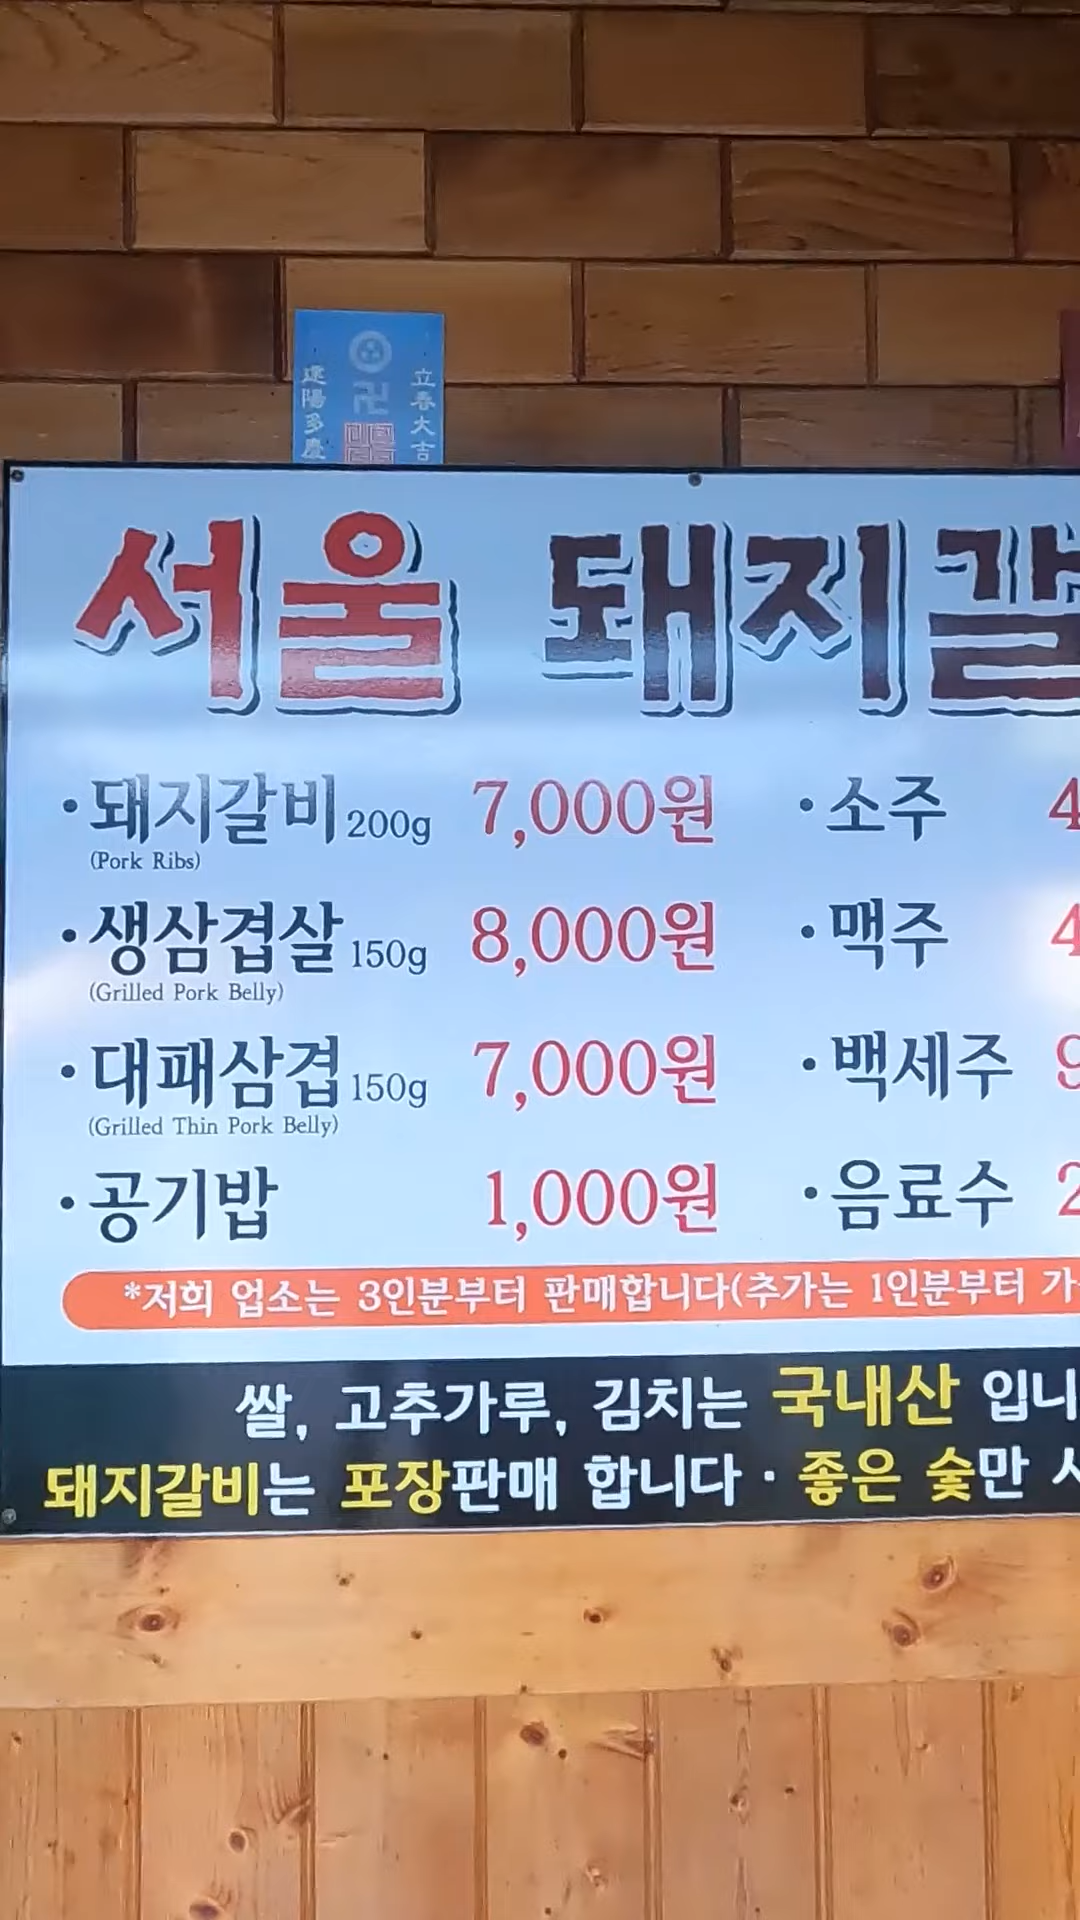 立春大吉
建陽多慶
卍
서울 돼지갈
·돼지갈비 200g 7,000원 ·소주 4
(Pork Ribs)
·생삼겹살 150g 8,000원 ·맥주 4
(Grilled Pork Belly)
·대패삼겹 150g 7,000원 ·백세주 9
(Grilled Thin Pork Belly)
·공기밥 1,000원 ·음료수 2
*저희 업소는 3인분부터 판매합니다(추가는 1인분부터 가
쌀, 고추가루, 김치는 국내산 입니
돼지갈비는 포장판매 합니다 · 좋은 숯만 사